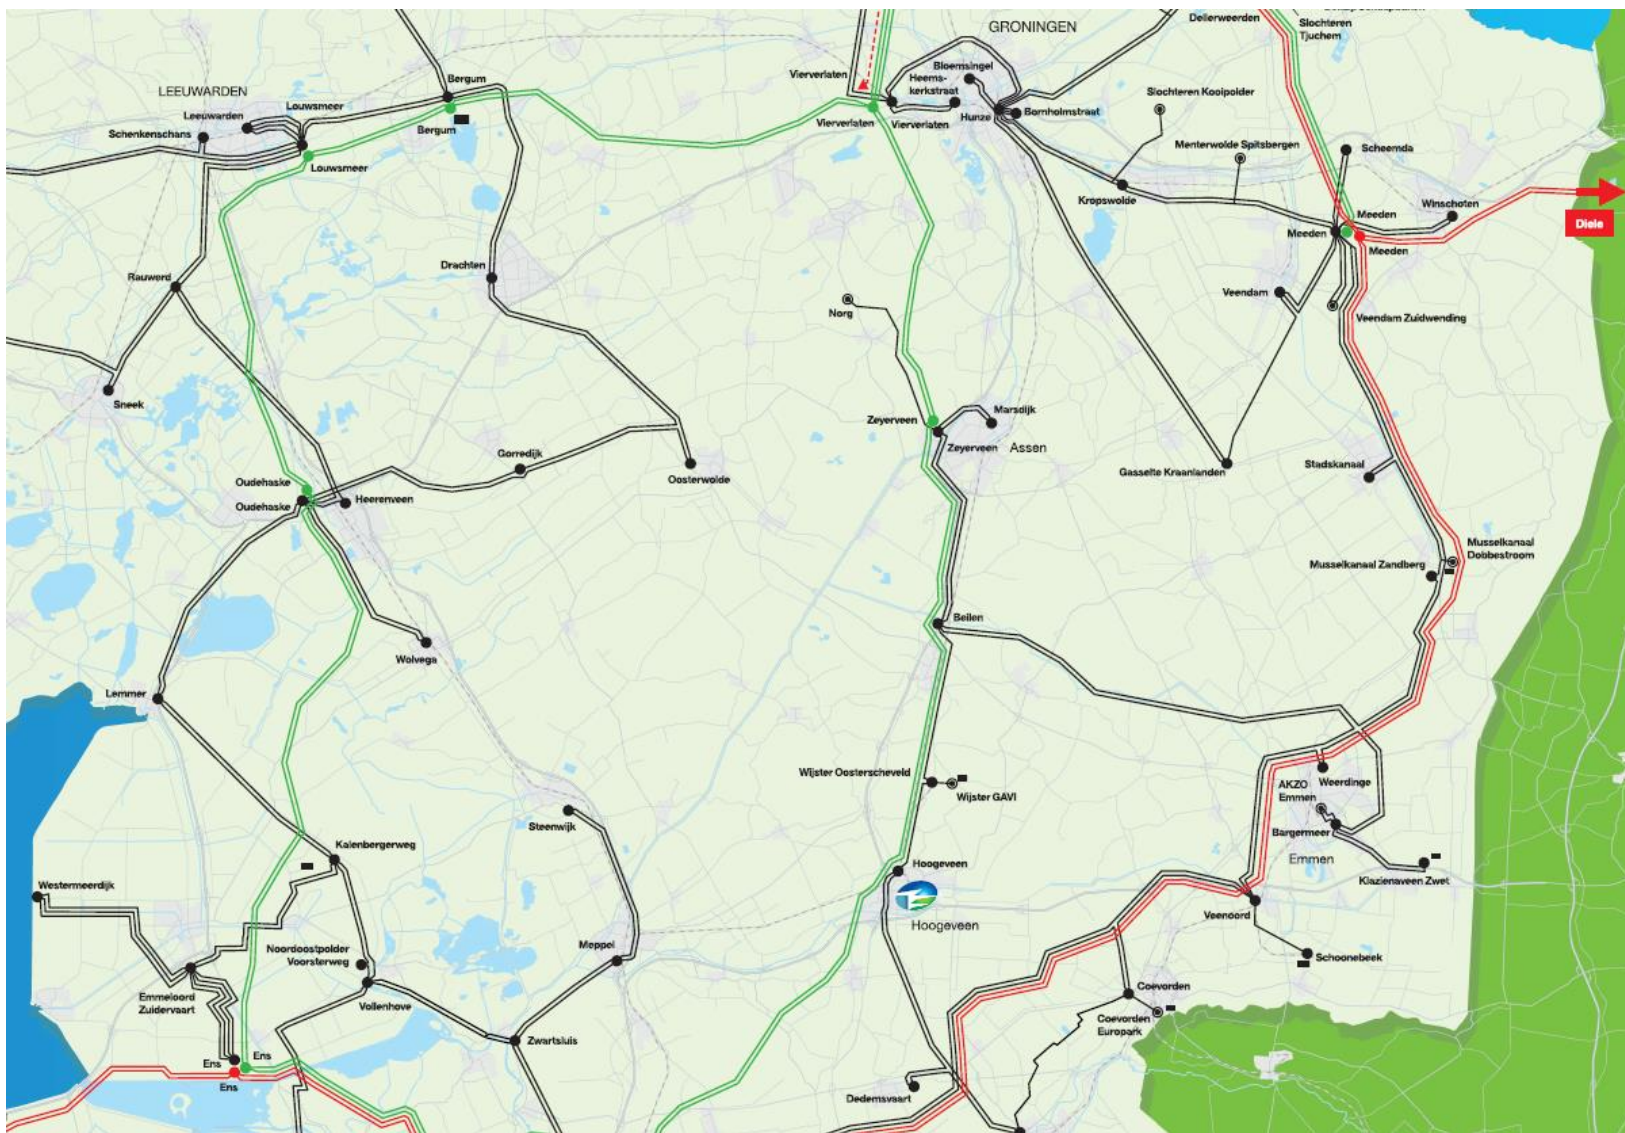 GRONINGEN
Dellerweerden
Slochteren
Tjuchem
Vierverlaten
Bloemsingel
Heems-
kerkstraat
Bergum
LEEUWARDEN
Louwsmeer
Leeuwarden
Schenkenschans
Bergum
Vierverlaten
Vierverlaten
Hunze
Bornholmstraat
Slochteren Kooipolder
Menterwolde Spitsbergen
Scheemda
Louwsmeer
Kropswolde
Winschoten
Meeden
Meeden
Meeden
Diele
Rauwerd
Drachten
Norg
Veendam
Veendam Zuidwending
Sneek
Zeyerveen
Marsdijk
Zeyerveen
Assen
Gorredijk
Oosterwolde
Gasselte Kraanlanden
Stadskanaal
Oudehaske
Oudehaske
Heerenveen
Musselkanaal
Dobbestroom
Musselkanaal Zandberg
Beilen
Wolvega
Lemmer
Wijster Oosterscheveld
Wijster GAVI
AKZO
Emmen
Weerdinge
Steenwijk
Bargermeer
Emmen
Kalenbergerweg
Hoogeveen
Klazienaveen Zwet
Westermeerdijk
Veenoord
Hoogeveen
Noordoostpolder
Voorsterweg
Meppel
Schoonebeek
Emmeloord
Zuidervaart
Vollenhove
Coevorden
Coevorden
Europark
Zwartsluis
Ens
Ens
Ens
Dedemsvaart